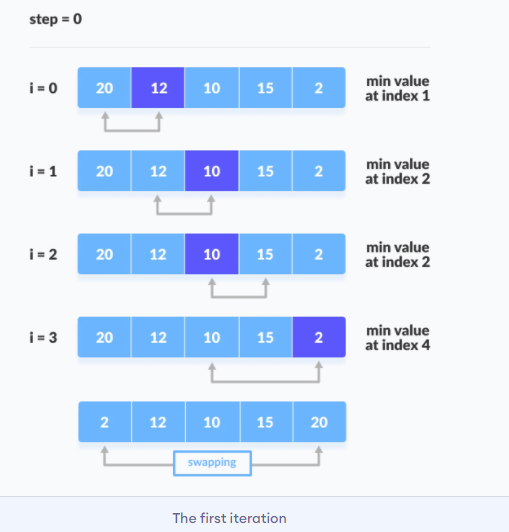 step = 0
i = 0 20 12 10 15 2 min value
at index 1
i = 1 20 12 10 15 2 min value
at index 2
i = 2 20 12 10 15 2 min value
at index 2
i = 3 20 12 10 15 2 min value
at index 4
2 12 10 15 20
swapping
The first iteration